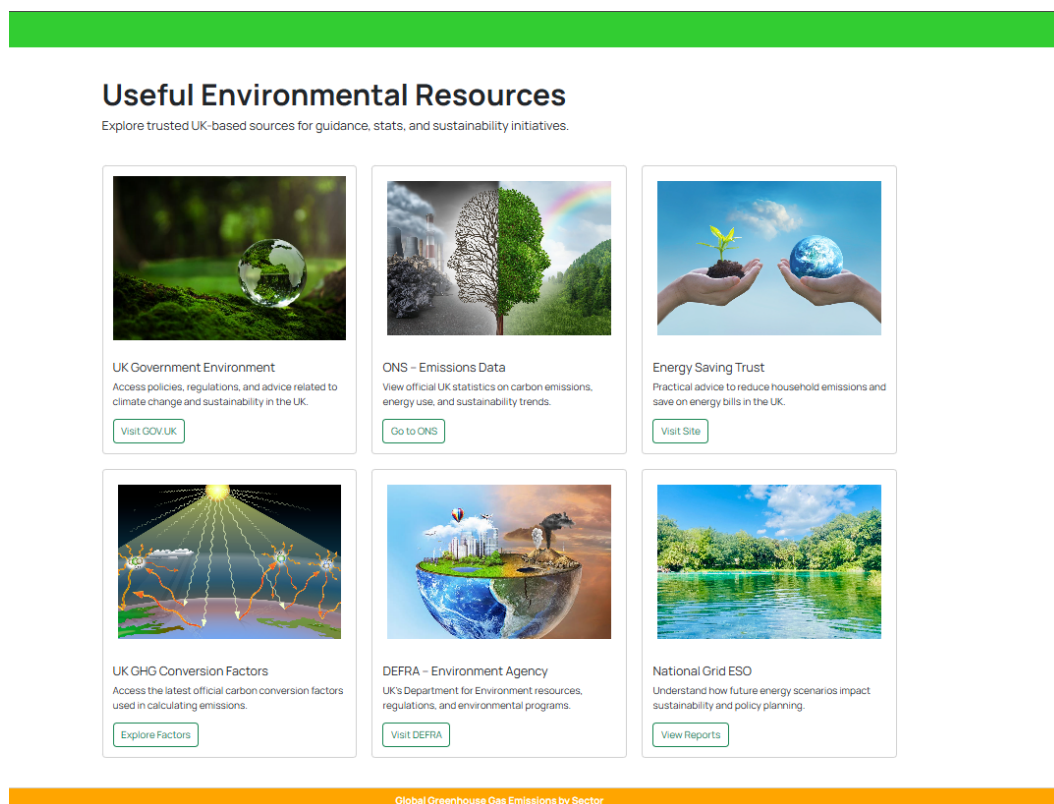 Useful Environmental Resources
Explore trusted UK-based sources for guidance, stats, and sustainability initiatives.
UK Government Environment
Access policies, regulations, and advice related to
climate change and sustainability in the UK.
Visit GOV.UK
ONS – Emissions Data
View official UK statistics on carbon emissions,
energy use, and sustainability trends.
Go to ONS
Energy Saving Trust
Practical advice to reduce household emissions and
save on energy bills in the UK.
Visit Site
UK GHG Conversion Factors
Access the latest official carbon conversion factors
used in calculating emissions.
Explore Factors
DEFRA – Environment Agency
UK's Department for Environment resources,
regulations, and environmental programs.
Visit DEFRA
National Grid ESO
Understand how future energy scenarios impact
sustainability and policy planning.
View Reports
Global Greenhouse Gas Emissions by Sector